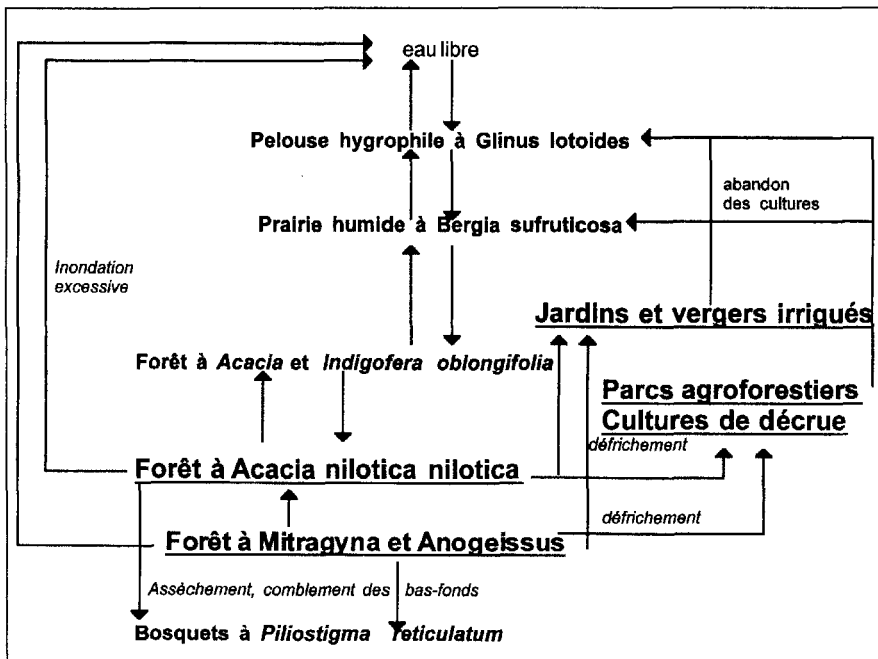 eau libre
Pelouse hygrophile à Glinus lotoides
abandon
des cultures
Prairie humide à Bergia sufruticosa
Inondation
excessive
Jardins et vergers irrigués
Forêt à Acacia et Indigofera oblongifolia
Parcs agroforestiers
Cultures de décrue
défrichement
Forêt à Acacia nilotica nilotica
défrichement
Forêt à Mitragyna et Anogeissus
Assèchement, comblement des bas-fonds
Bosquets à Piliostigma reticulatum